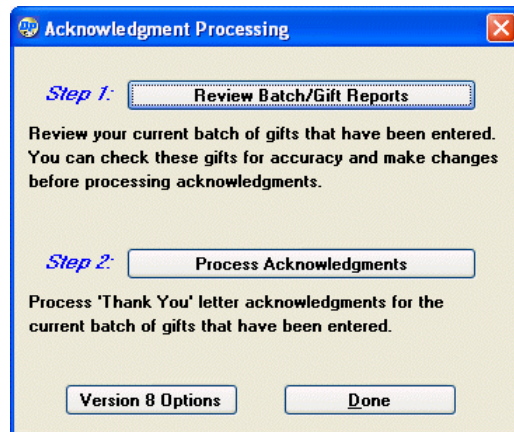 Acknowledgment Processing
Step 1: Review Batch/Gift Reports
Review your current batch of gifts that have been entered.
You can check these gifts for accuracy and make changes
before processing acknowledgments.
Step 2: Process Acknowledgments
Process 'Thank You' letter acknowledgments for the
current batch of gifts that have been entered.
Version 8 Options Done